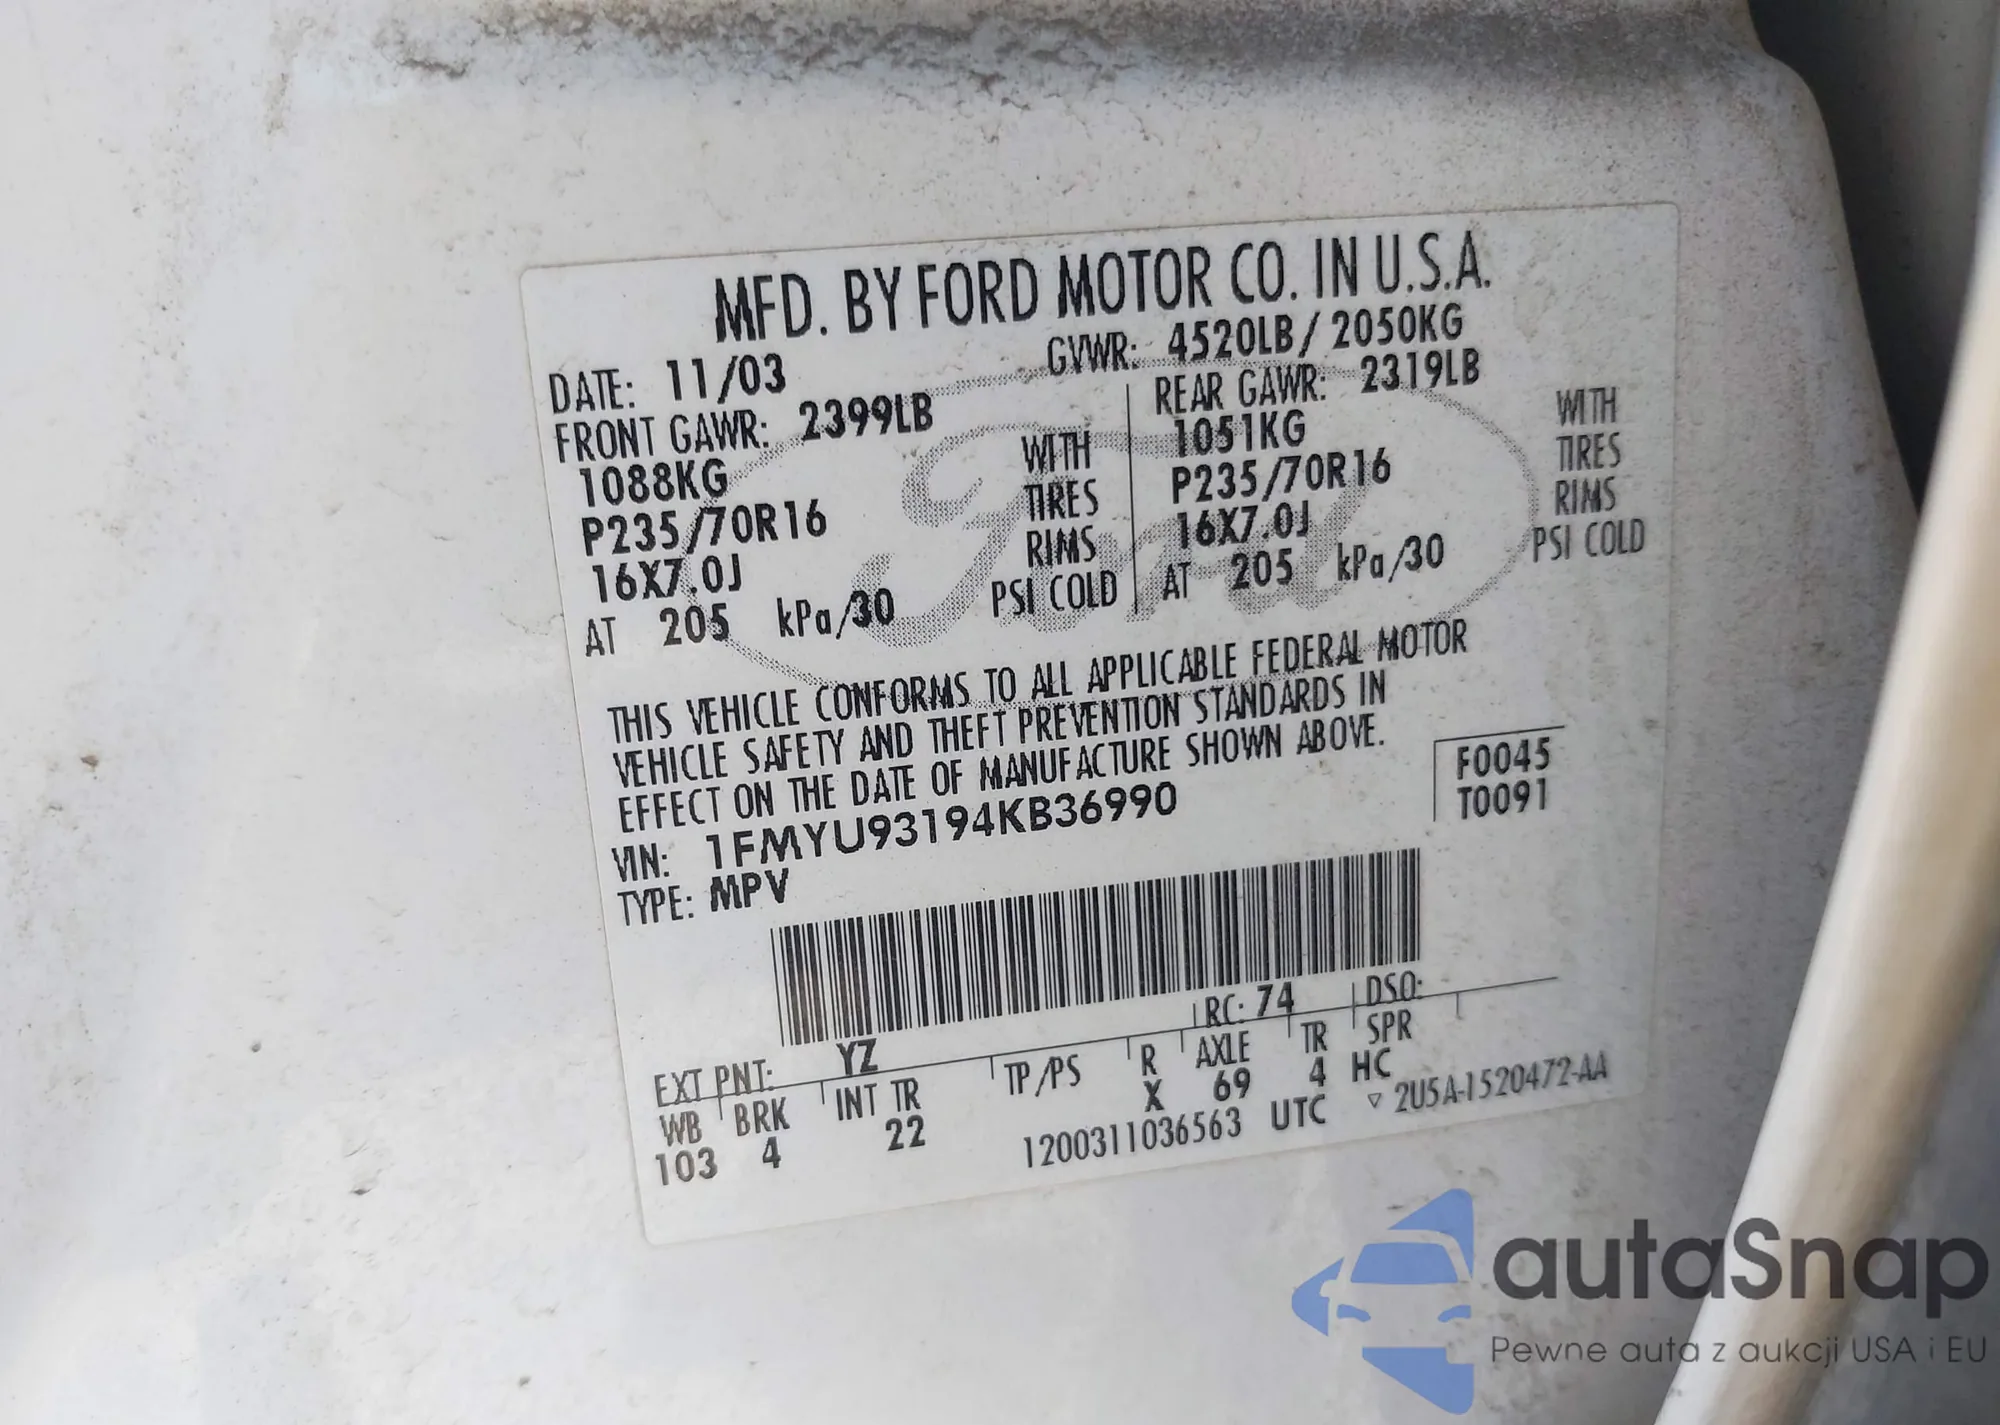 MFD. BY FORD MOTOR CO. IN U.S.A.
DATE: 11/03 GVWR: 4520LB / 2050KG
FRONT GAWR: 2399LB REAR GAWR: 2319LB
1088KG WITH 1051KG WITH
P235/70R16 TIRES P235/70R16 TIRES
16X7.0J RIMS 16X7.0J RIMS
AT 205 kPa/30 PSI COLD AT 205 kPa/30 PSI COLD
Ford
THIS VEHICLE CONFORMS TO ALL APPLICABLE FEDERAL MOTOR
VEHICLE SAFETY AND THEFT PREVENTION STANDARDS IN
EFFECT ON THE DATE OF MANUFACTURE SHOWN ABOVE.
VIN: 1FMYU93194KB36990
TYPE: MPV
F0045
T0091
RC: 74 DSO:
EXT PNT: YZ
WB BRK INT TR TP/PS R AXLE TR SPR
103 4 22 X 69 4 HC
1200311036563 UTC ▽ 2U5A-1520472-AA
autaSnap
Pewne auta z aukcji USA i EU